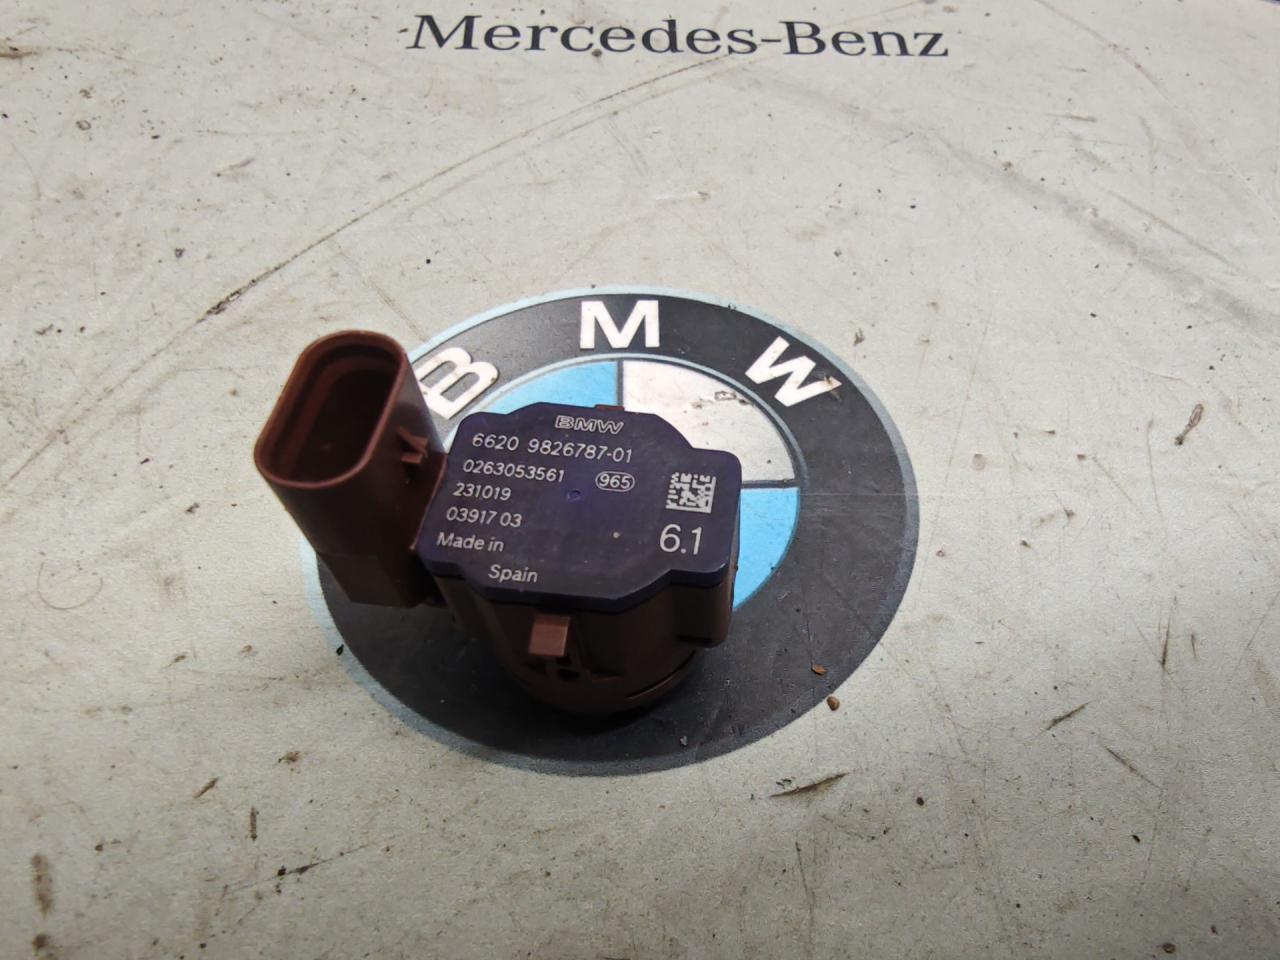 Mercedes-Benz
B M W
BMW
6620 9826787-01
0263053561 965
231019
03917 03
Made in
Spain
6.1